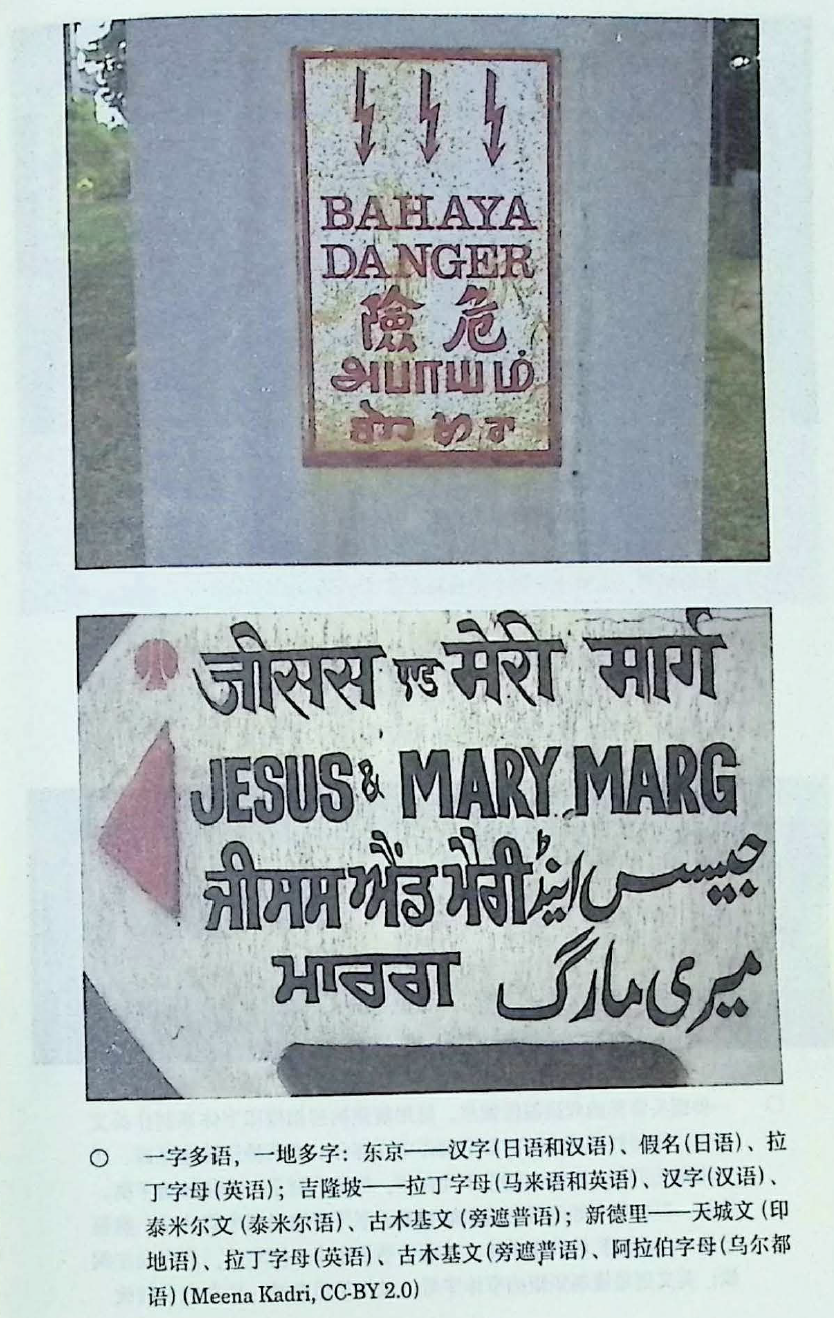 BAHAYA
DANGER
險危
அபாயம்
जीसस एण्ड मेरी मार्ग
JESUS & MARY MARG
ਜੀਸਸ ਐਂਡ ਮੈਰੀ
ਮਾਰਗ
جیسس اینڈ
میری مارگ
○ 一字多语，一地多字：东京——汉字(日语和汉语)、假名(日语)、拉
丁字母(英语)；吉隆坡——拉丁字母(马来语和英语)、汉字(汉语)、
泰米尔文(泰米尔语)、古木基文(旁遮普语)；新德里——天城文(印
地语)、拉丁字母(英语)、古木基文(旁遮普语)、阿拉伯字母(乌尔都
语) (Meena Kadri, CC-BY 2.0)